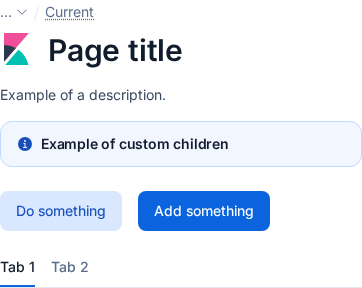 ... / Current
Page title
Example of a description.
Example of custom children
Do something Add something
Tab 1 Tab 2